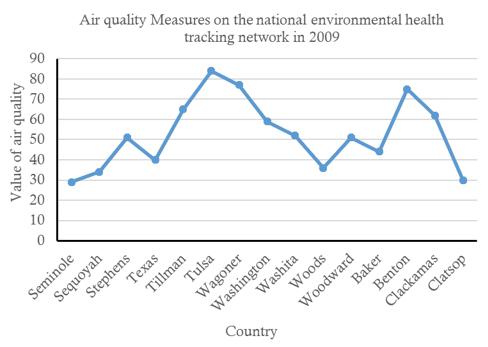 Air quality Measures on the national environmental health
tracking network in 2009
90
80
70
60
50
40
30
20
10
0
Value of air quality
Seminole
Sequoyah
Stephens
Texas
Tillman
Tulsa
Wagoner
Washington
Washita
Woods
Woodward
Baker
Benton
Clackamas
Clatsop
Country